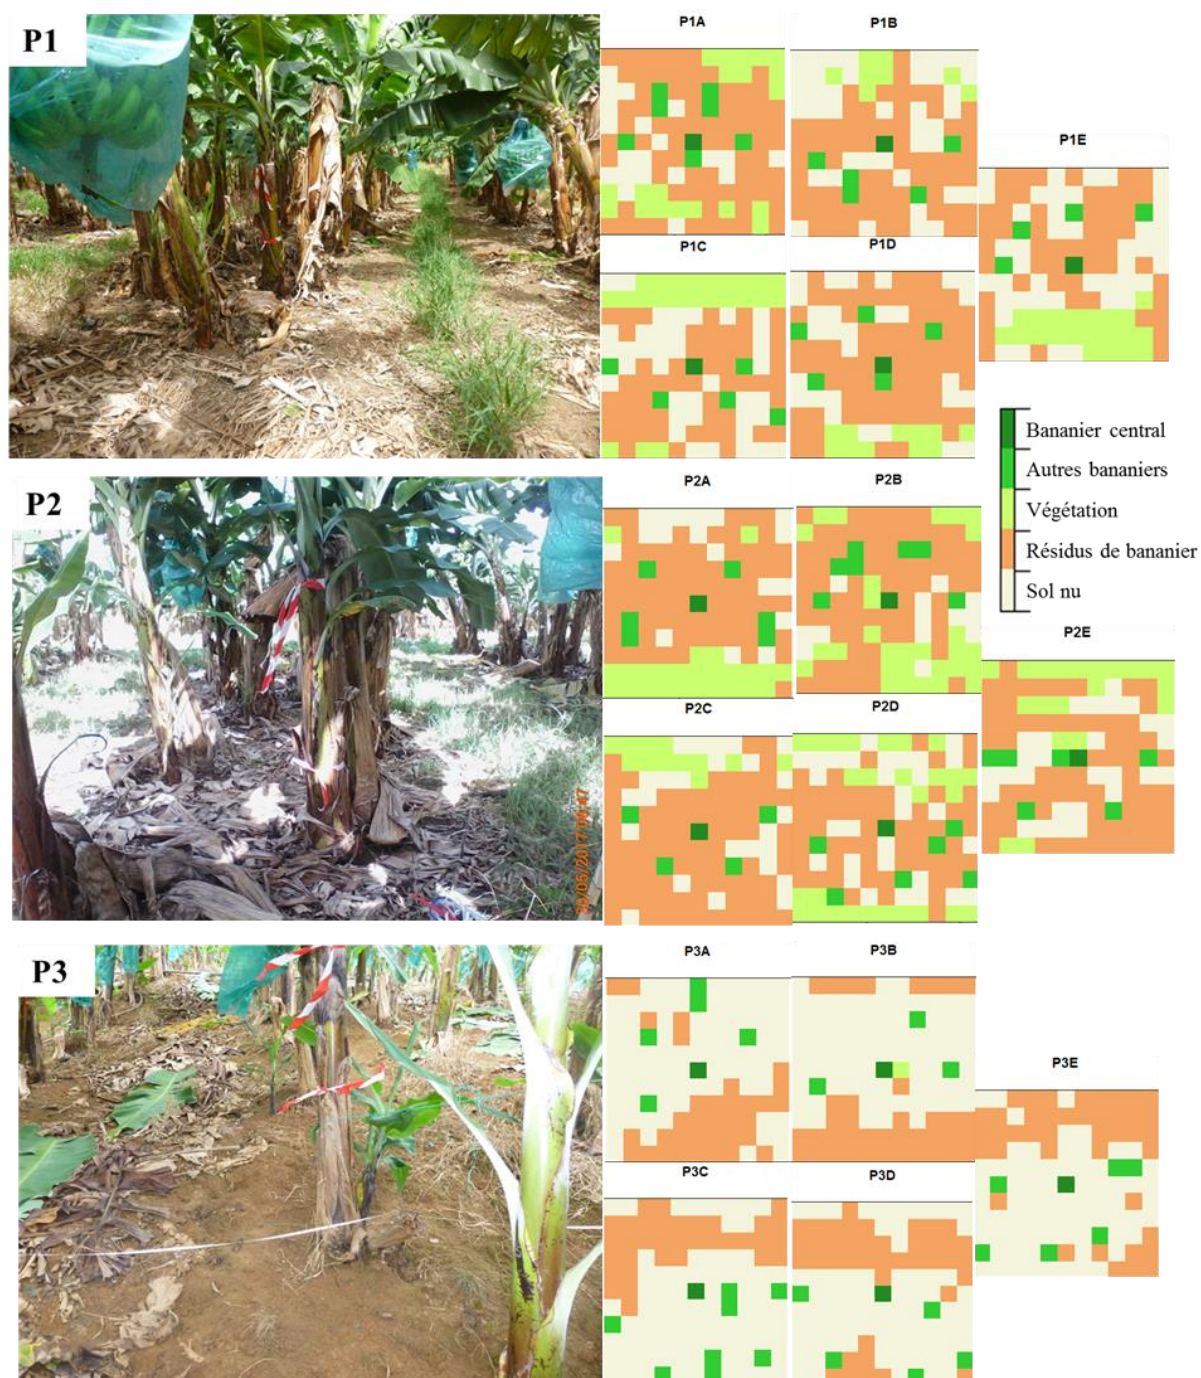 P1
P1A
P1B
P1C
P1D
P1E
Bananier central
Autres bananiers
Végétation
Résidus de bananier
Sol nu
P2
P2A
P2B
P2C
P2D
P2E
P3
P3A
P3B
P3C
P3D
P3E